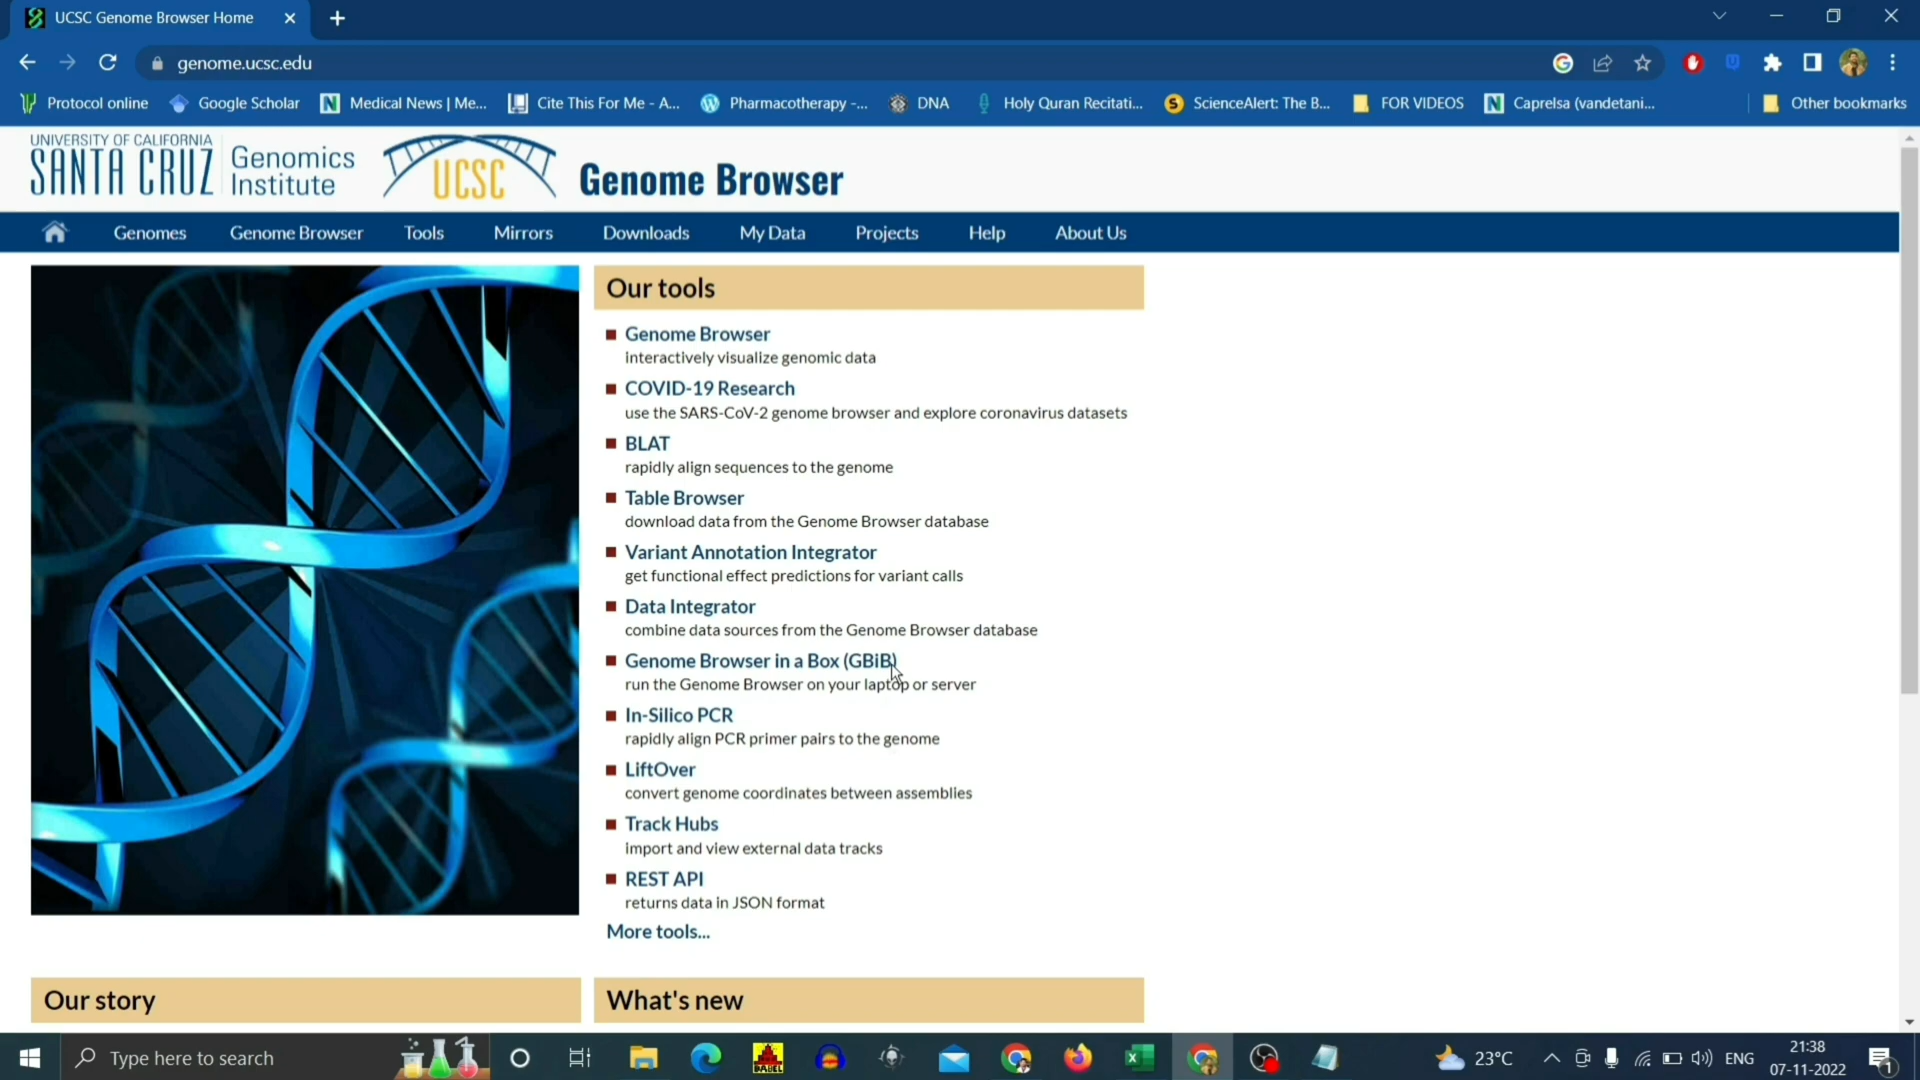 UCSC Genome Browser Home
genome.ucsc.edu
Protocol online
Google Scholar
Medical News | Me...
Cite This For Me - A...
Pharmacotherapy -...
DNA
Holy Quran Recitati...
ScienceAlert: The B...
FOR VIDEOS
Caprelsa (vandetani...
Other bookmarks
UNIVERSITY OF CALIFORNIA
SANTA CRUZ
Genomics
Institute
UCSC
Genome Browser
Genomes
Genome Browser
Tools
Mirrors
Downloads
My Data
Projects
Help
About Us
Our tools
Genome Browser
interactively visualize genomic data
COVID-19 Research
use the SARS-CoV-2 genome browser and explore coronavirus datasets
BLAT
rapidly align sequences to the genome
Table Browser
download data from the Genome Browser database
Variant Annotation Integrator
get functional effect predictions for variant calls
Data Integrator
combine data sources from the Genome Browser database
Genome Browser in a Box (GBiB)
run the Genome Browser on your laptop or server
In-Silico PCR
rapidly align PCR primer pairs to the genome
LiftOver
convert genome coordinates between assemblies
Track Hubs
import and view external data tracks
REST API
returns data in JSON format
More tools...
Our story
What's new
Type here to search
BABEL
23°C
ENG
21:38
07-11-2022
1